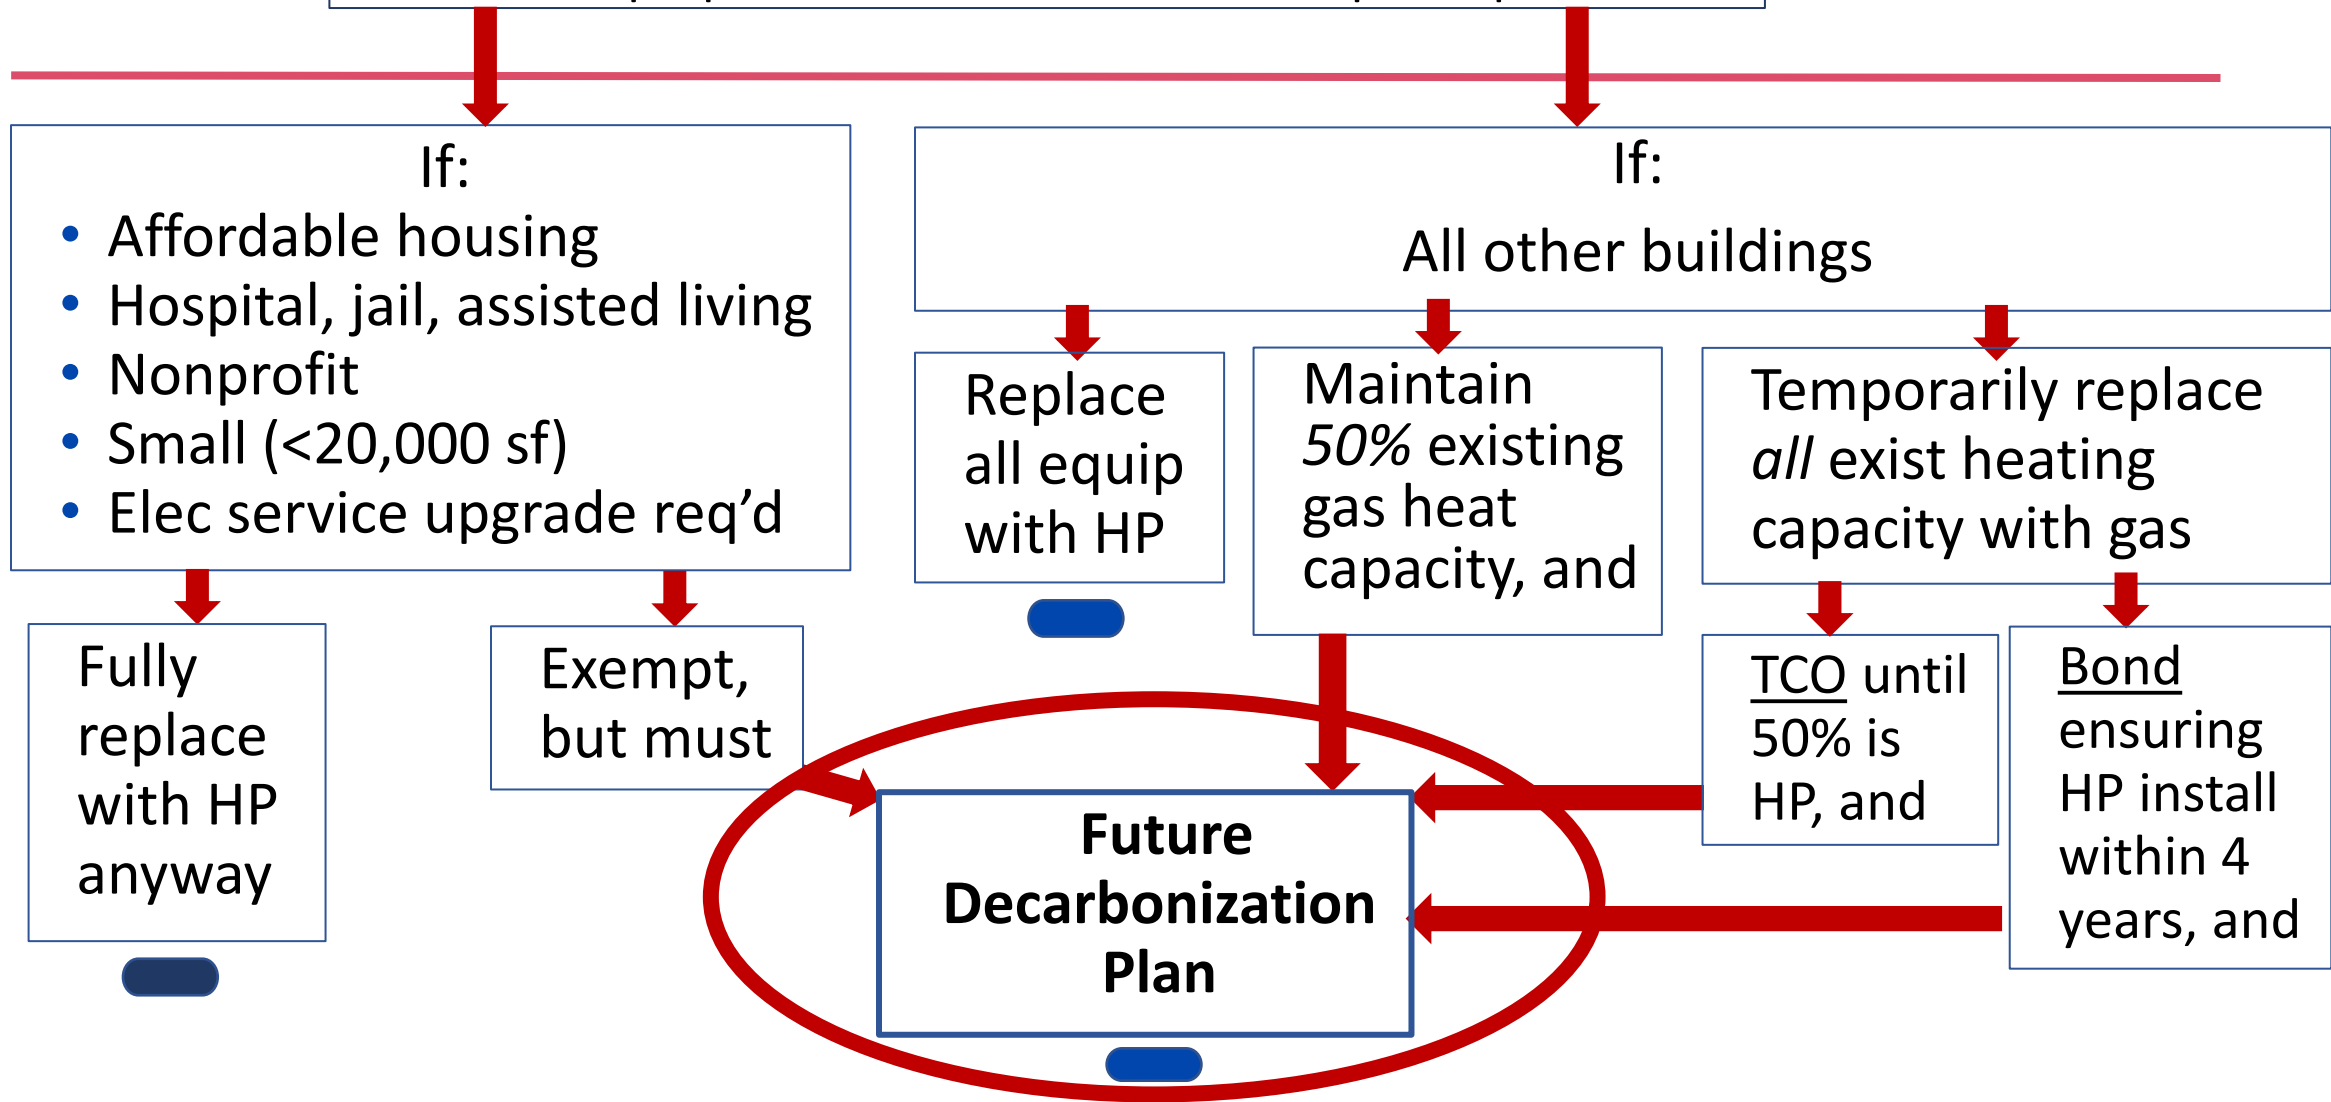 If:
• Affordable housing
• Hospital, jail, assisted living
• Nonprofit
• Small (<20,000 sf)
• Elec service upgrade req’d
If:
All other buildings
Fully
replace
with HP
anyway
Exempt,
but must
Replace
all equip
with HP
Maintain
50% existing
gas heat
capacity, and
Temporarily replace
all exist heating
capacity with gas
TCO until
50% is
HP, and
Bond
ensuring
HP install
within 4
years, and
Future
Decarbonization
Plan